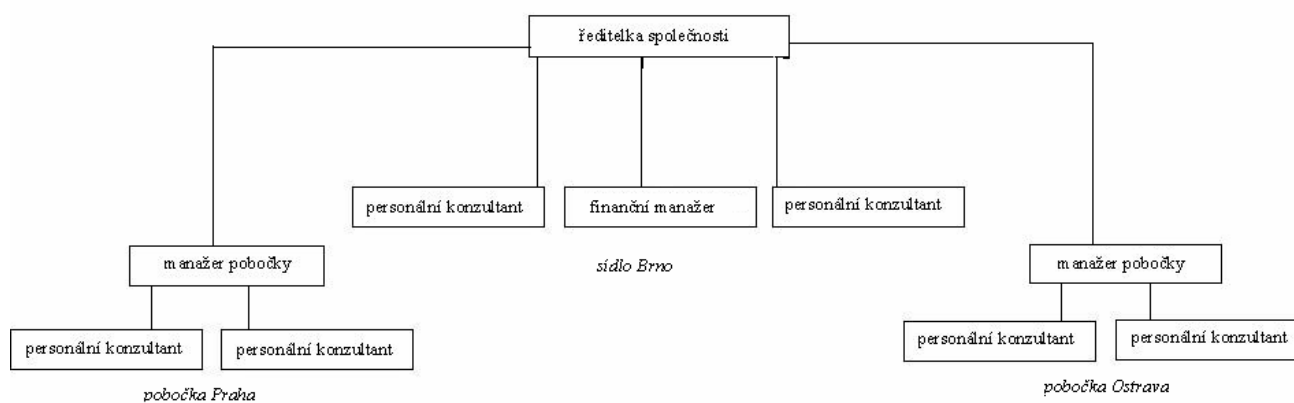 ředitelka společnosti
personální konzultant
finanční manažer
personální konzultant
sídlo Brno
manažer pobočky
manažer pobočky
personální konzultant
personální konzultant
personální konzultant
personální konzultant
pobočka Praha
pobočka Ostrava